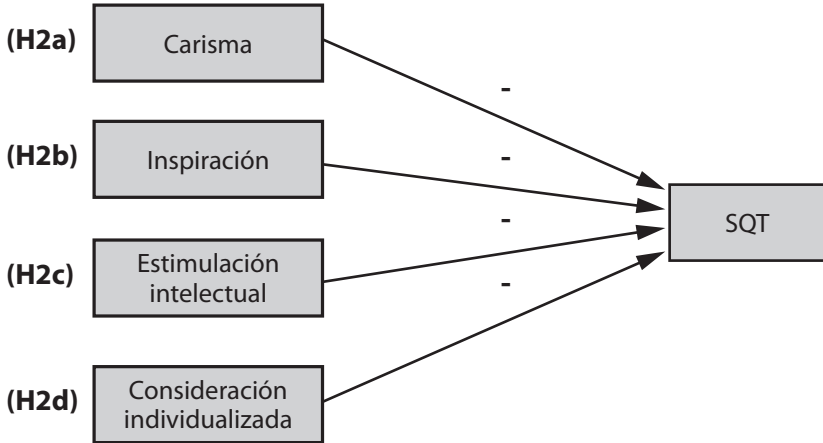 (H2a)
Carisma
-
(H2b)
Inspiración
-
SQT
-
(H2c)
Estimulación
intelectual
-
(H2d)
Consideración
individualizada